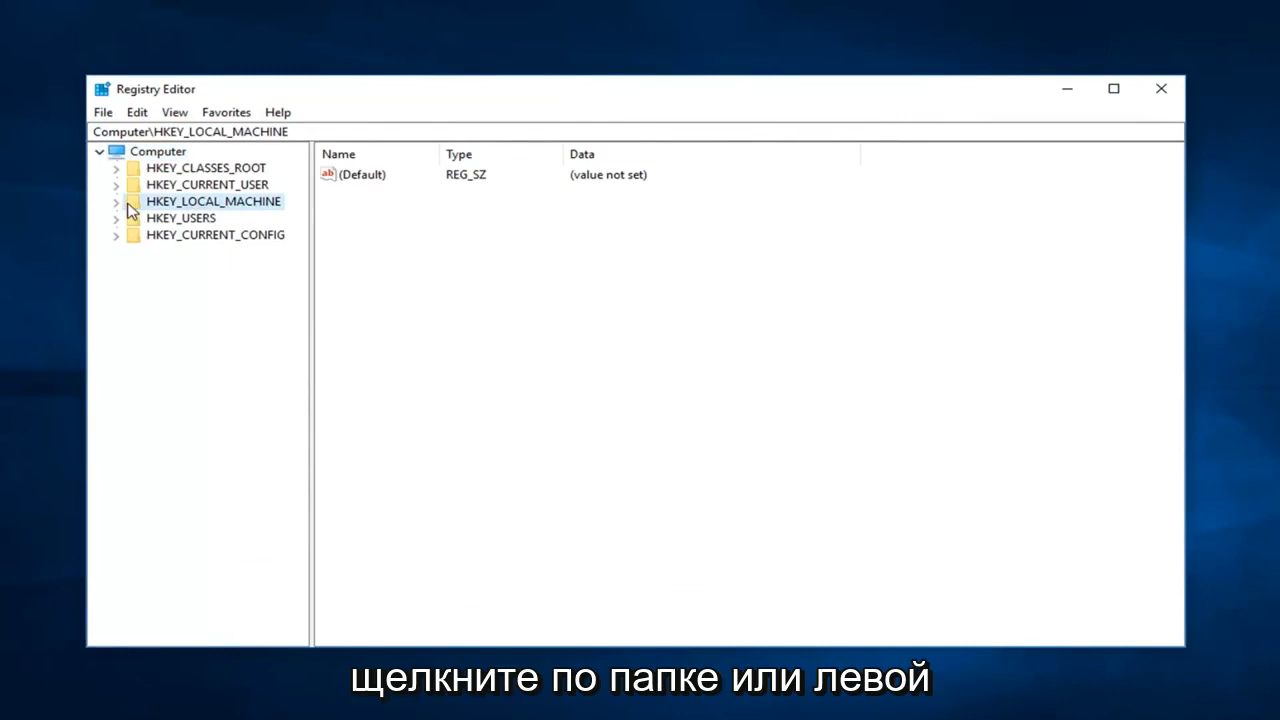 Registry Editor
File Edit View Favorites Help
Computer\HKEY_LOCAL_MACHINE
Computer
HKEY_CLASSES_ROOT
HKEY_CURRENT_USER
HKEY_LOCAL_MACHINE
HKEY_USERS
HKEY_CURRENT_CONFIG
Name Type Data
ab (Default) REG_SZ (value not set)
щелкните по папке или левой